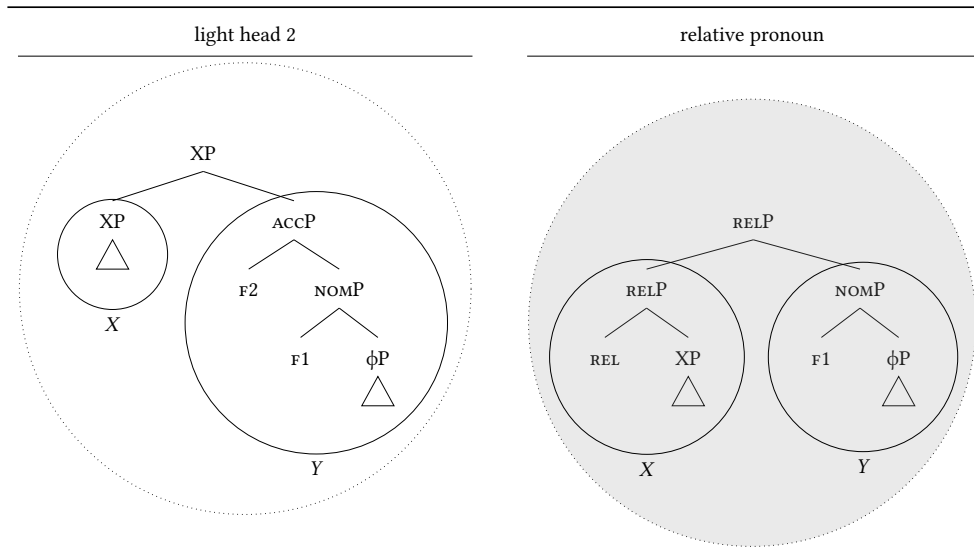 light head 2
relative pronoun
XP
XP
ACCP
F2
NOMP
F1
ϕP
X
Y
RELP
RELP
NOMP
REL
XP
F1
ϕP
X
Y